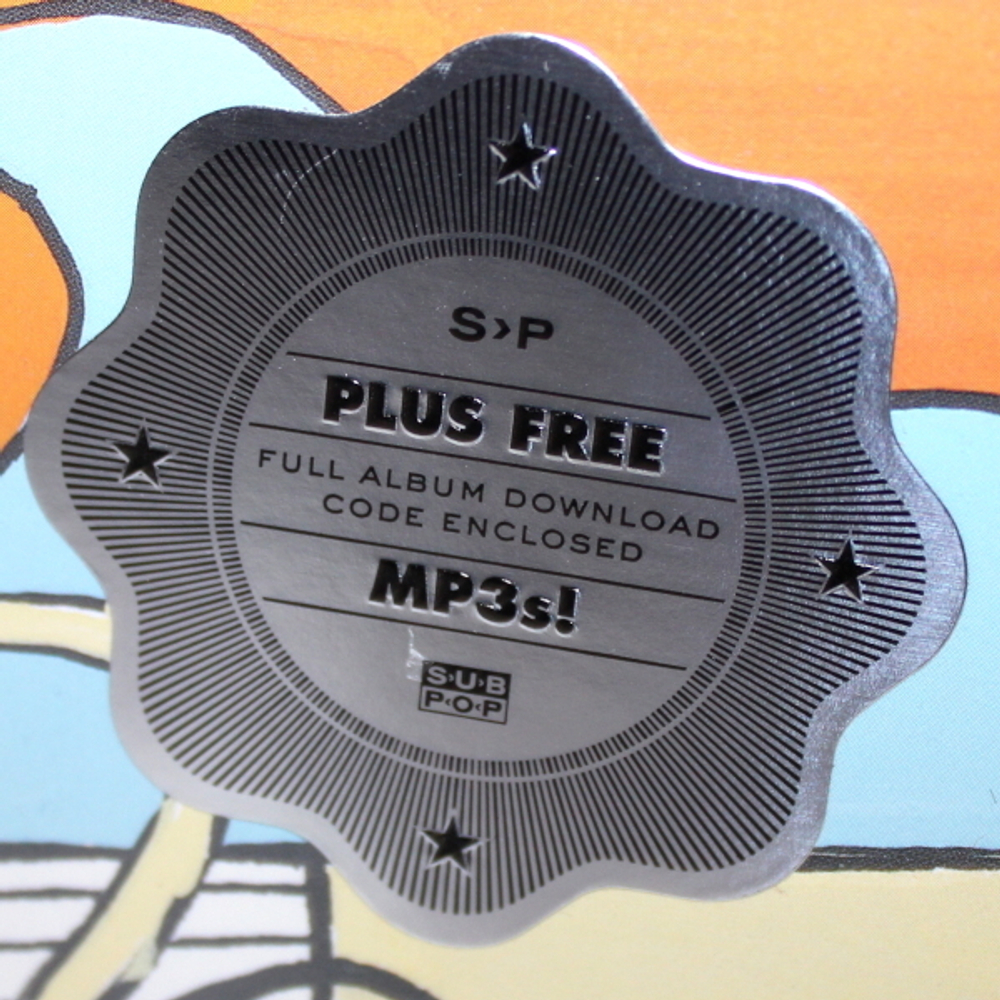 S›P
PLUS FREE
FULL ALBUM DOWNLOAD
CODE ENCLOSED
MP3s!
S›U›B
P‹O‹P